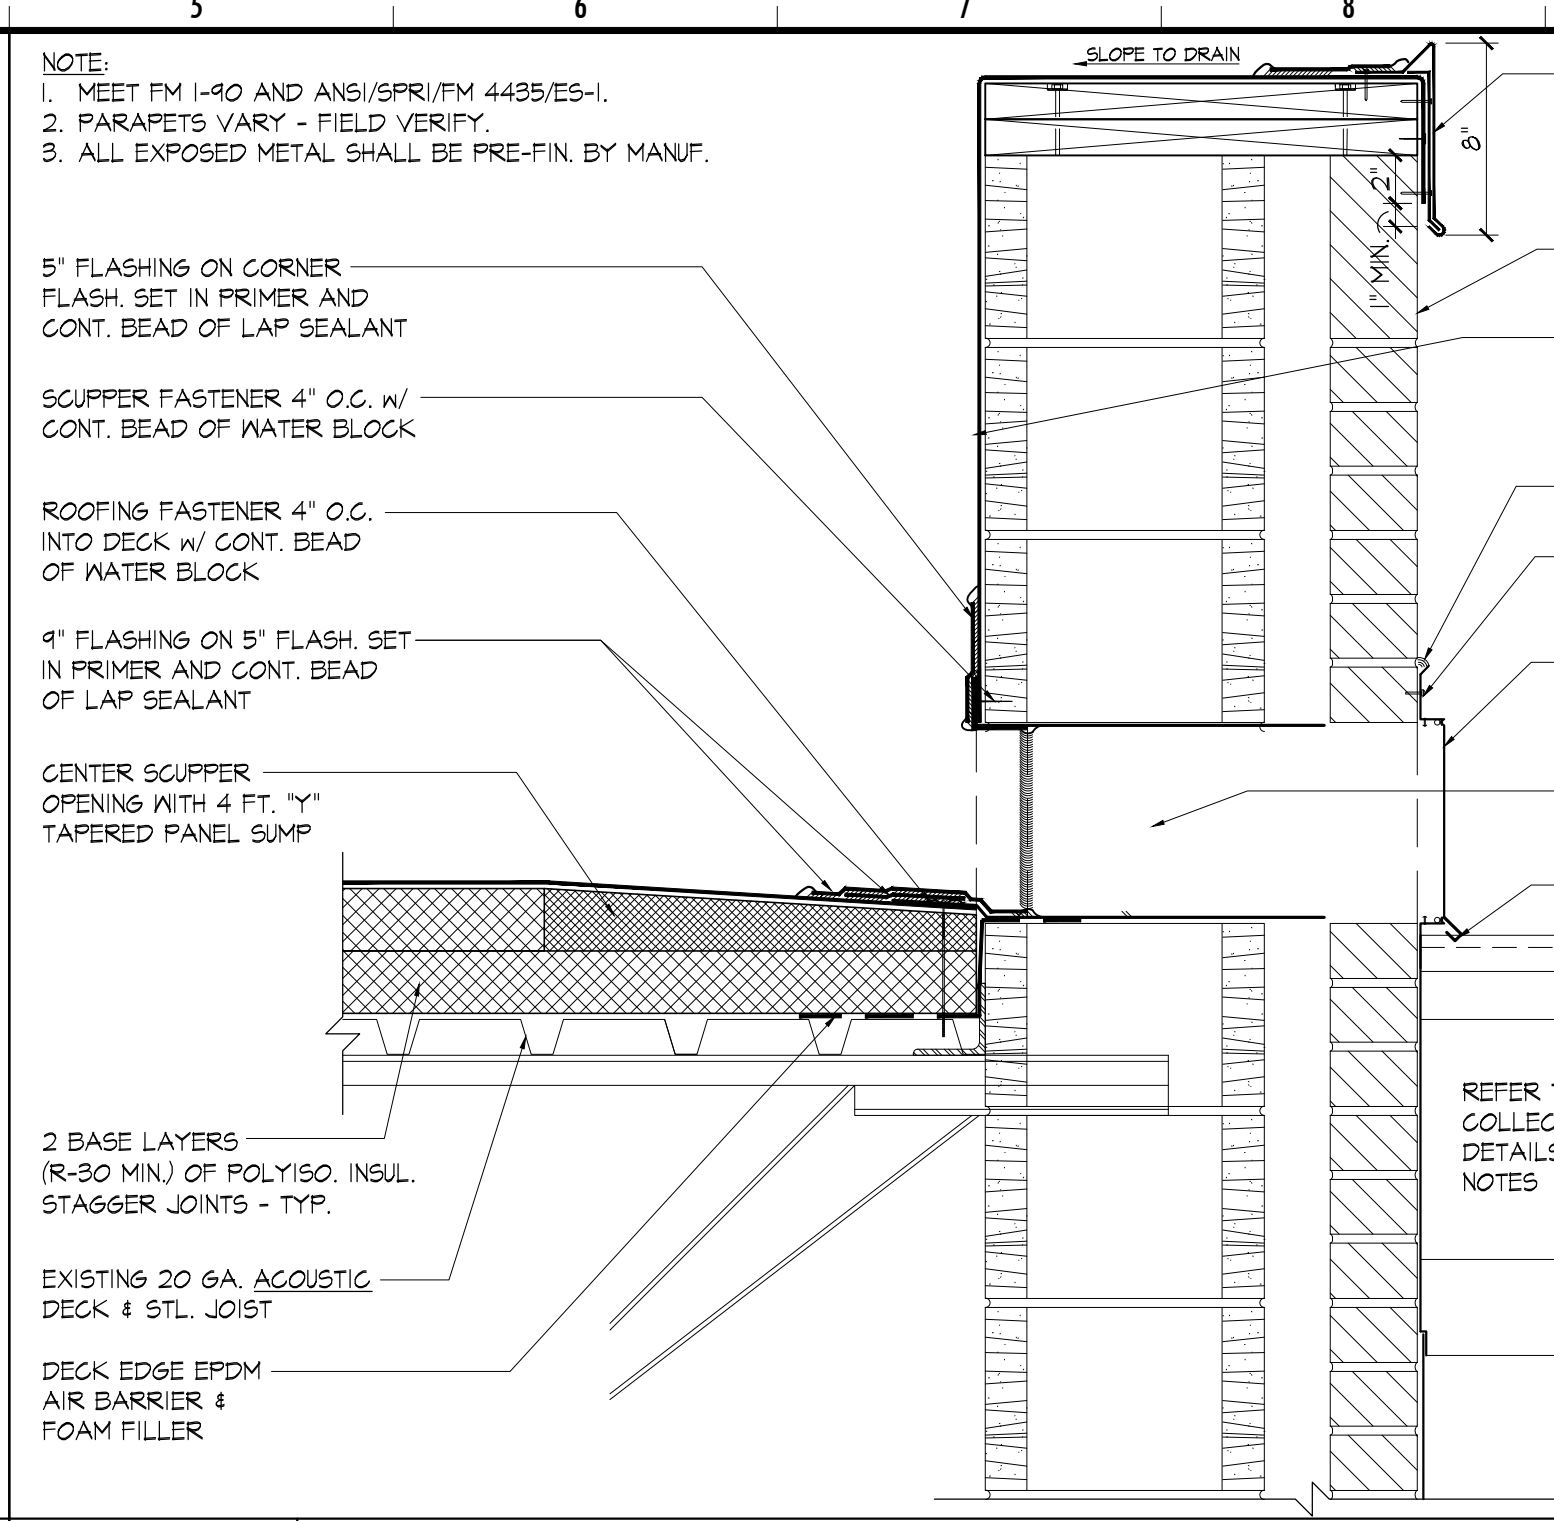 5 6 7 8
NOTE:
1. MEET FM 1-90 AND ANSI/SPRI/FM 4435/ES-1.
2. PARAPETS VARY - FIELD VERIFY.
3. ALL EXPOSED METAL SHALL BE PRE-FIN. BY MANUF.
SLOPE TO DRAIN
8"
2"
1" MIN.
5" FLASHING ON CORNER
FLASH. SET IN PRIMER AND
CONT. BEAD OF LAP SEALANT
SCUPPER FASTENER 4" O.C. W/
CONT. BEAD OF WATER BLOCK
ROOFING FASTENER 4" O.C.
INTO DECK W/ CONT. BEAD
OF WATER BLOCK
9" FLASHING ON 5" FLASH. SET
IN PRIMER AND CONT. BEAD
OF LAP SEALANT
CENTER SCUPPER
OPENING WITH 4 FT. "Y"
TAPERED PANEL SUMP
2 BASE LAYERS
(R-30 MIN.) OF POLYISO. INSUL.
STAGGER JOINTS - TYP.
EXISTING 20 GA. ACOUSTIC
DECK & STL. JOIST
DECK EDGE EPDM
AIR BARRIER &
FOAM FILLER
REFER
COLLEC
DETAILS
NOTES